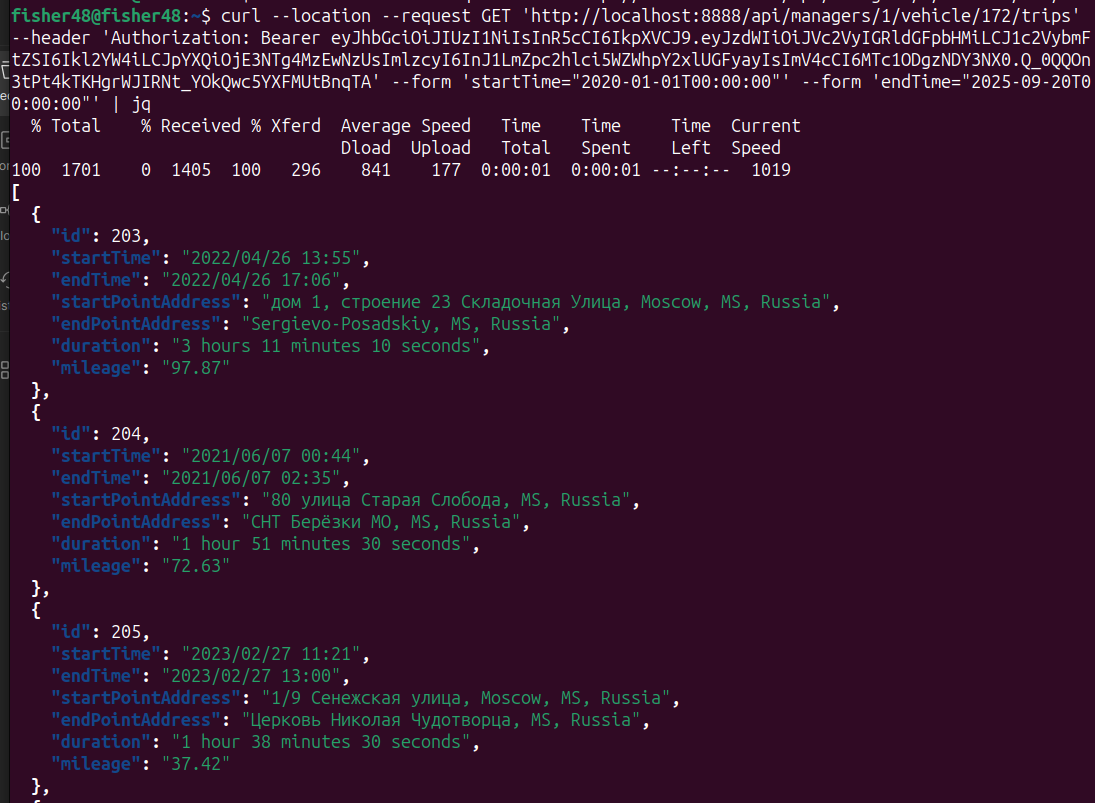 fisher48@fisher48:~$ curl --location --request GET 'http://localhost:8888/api/managers/1/vehicle/172/trips'
--header 'Authorization: Bearer eyJhbGciOiJIUzI1NiIsInR5cCI6IkpXVCJ9.eyJzdWIiOiJVc2VyIGRldGFpbHMiLCJ1c2VybmF
tZSI6Ikl2YW4iLCJpYXQiOjE3NTg4MzEwNzUsImlzcyI6InJ1LmZpc2hlci5WZWhpY2xlUGFyayIsImV4cCI6MTc1ODgzNDY3NX0.Q_0QQOn
3tPt4kTKHgrWJIRNt_YOkQwc5YXFMUtBnqTA' --form 'startTime="2020-01-01T00:00:00"' --form 'endTime="2025-09-20T0
0:00:00"' | jq
% Total % Received % Xferd Average Speed Time Time Time Current
Dload Upload Total Spent Left Speed
100 1701 0 1405 100 296 841 177 0:00:01 0:00:01 --:--:-- 1019
[
{
"id": 203,
"startTime": "2022/04/26 13:55",
"endTime": "2022/04/26 17:06",
"startPointAddress": "дом 1, строение 23 Складочная Улица, Moscow, MS, Russia",
"endPointAddress": "Sergievo-Posadskiy, MS, Russia",
"duration": "3 hours 11 minutes 10 seconds",
"mileage": "97.87"
},
{
"id": 204,
"startTime": "2021/06/07 00:44",
"endTime": "2021/06/07 02:35",
"startPointAddress": "80 улица Старая Слобода, MS, Russia",
"endPointAddress": "СНТ Берёзки МО, MS, Russia",
"duration": "1 hour 51 minutes 30 seconds",
"mileage": "72.63"
},
{
"id": 205,
"startTime": "2023/02/27 11:21",
"endTime": "2023/02/27 13:00",
"startPointAddress": "1/9 Сенежская улица, Moscow, MS, Russia",
"endPointAddress": "Церковь Николая Чудотворца, MS, Russia",
"duration": "1 hour 38 minutes 30 seconds",
"mileage": "37.42"
},